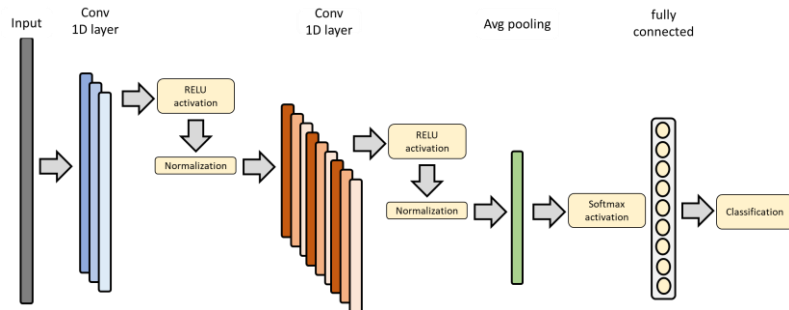 Input
Conv
1D layer
RELU
activation
Normalization
Conv
1D layer
RELU
activation
Normalization
Avg pooling
Softmax
activation
fully
connected
Classification